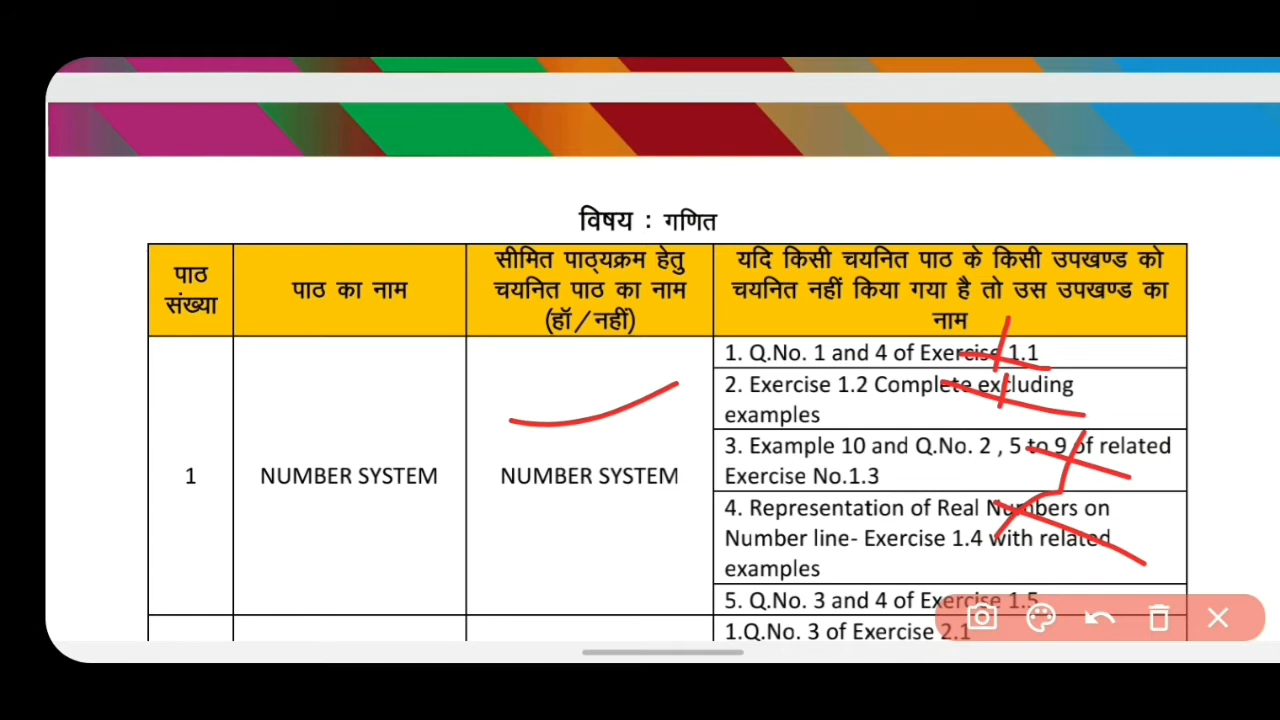 विषय : गणित
पाठ संख्या
पाठ का नाम
सीमित पाठ्यक्रम हेतु
चयनित पाठ का नाम
(हॉ/नहीं)
यदि किसी चयनित पाठ के किसी उपखण्ड को
चयनित नहीं किया गया है तो उस उपखण्ड का
नाम
1
NUMBER SYSTEM
NUMBER SYSTEM
1. Q.No. 1 and 4 of Exercise 1.1
2. Exercise 1.2 Complete excluding
examples
3. Example 10 and Q.No. 2 , 5 to 9 of related
Exercise No.1.3
4. Representation of Real Numbers on
Number line- Exercise 1.4 with related
examples
5. Q.No. 3 and 4 of Exercise 1.5
1.Q.No. 3 of Exercise 2.1